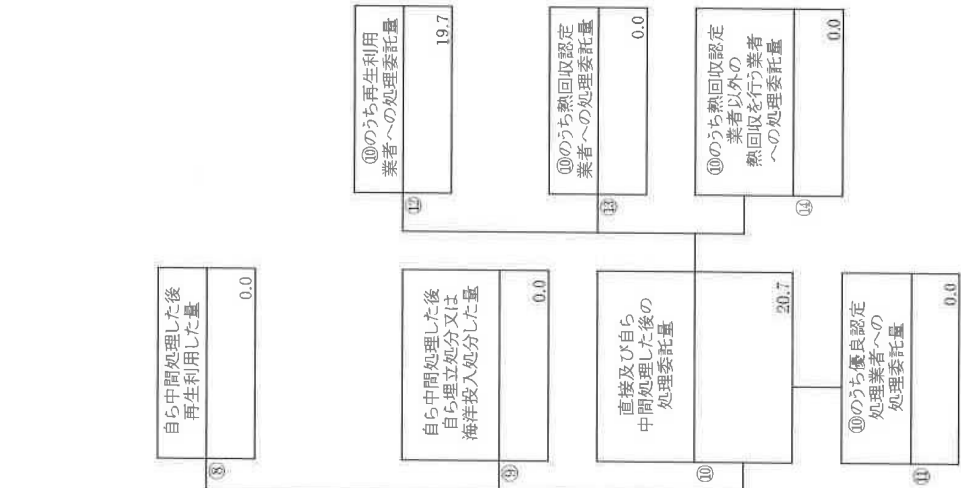 ⑧
自ら中間処理した後
再生利用した量
0.0
⑨
自ら中間処理した後
自ら埋立処分又は
海洋投入処分した量
0.0
⑩
直接及び自ら
中間処理した後の
処理委託量
20.7
⑪
⑩のうち優良認定
処理業者への
処理委託量
0.0
⑫
⑩のうち再生利用
業者への処理委託量
19.7
⑬
⑩のうち熱回収認定
業者への処理委託量
0.0
⑭
⑩のうち熱回収認定
業者以外の
熱回収を行う業者
への処理委託量
0.0